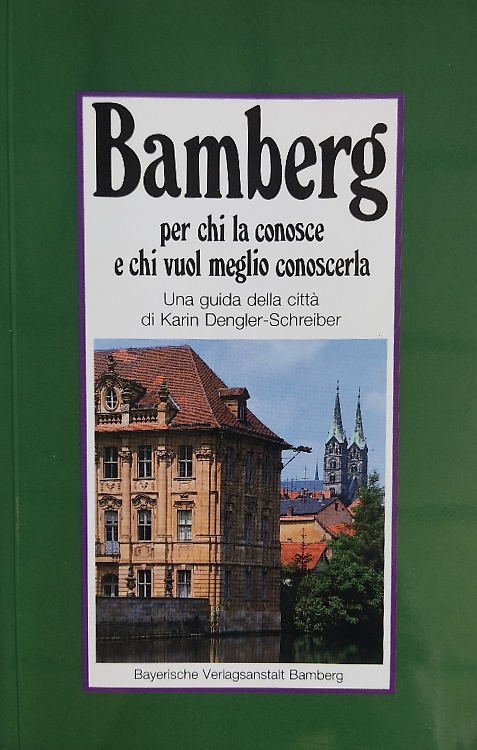 Bamberg
per chi la conosce
e chi vuol meglio conoscerla
Una guida della città
di Karin Dengler-Schreiber
Bayerische Verlagsanstalt Bamberg